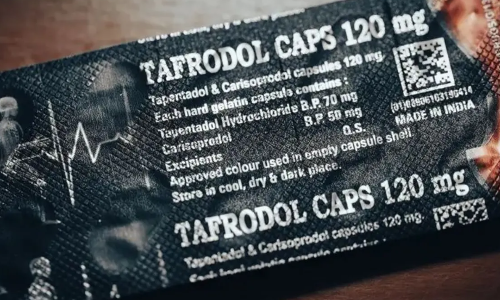 TAFRODOL CAPS 120 mg
Tapentadol & Carisoprodol capsules 120 mg
Each hard gelatin capsule contains :
Tapentadol Hydrochloride B.P. 70 mg
Carisoprodol B.P. 50 mg
Excipients Q.S.
Approved colour used in empty capsule shell.
Store in cool, dry & dark place.
MADE IN INDIA
TAFRODOL CAPS 120 mg
Tapentadol & Carisoprodol capsules 120 mg.